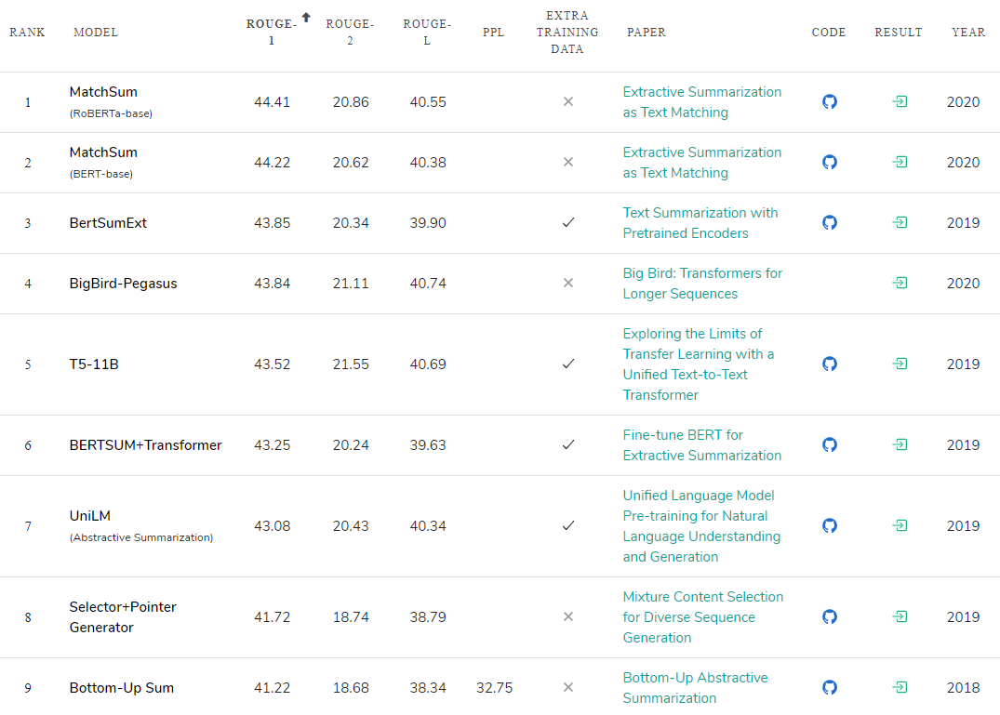 RANK MODEL ROUGE-1 ROUGE-2 ROUGE-L PPL EXTRA TRAINING DATA PAPER CODE RESULT YEAR
1 MatchSum (RoBERTa-base) 44.41 20.86 40.55 Extractive Summarization as Text Matching 2020
2 MatchSum (BERT-base) 44.22 20.62 40.38 Extractive Summarization as Text Matching 2020
3 BertSumExt 43.85 20.34 39.90 Text Summarization with Pretrained Encoders 2019
4 BigBird-Pegasus 43.84 21.11 40.74 Big Bird: Transformers for Longer Sequences 2020
5 T5-11B 43.52 21.55 40.69 Exploring the Limits of Transfer Learning with a Unified Text-to-Text Transformer 2019
6 BERTSUM+Transformer 43.25 20.24 39.63 Fine-tune BERT for Extractive Summarization 2019
7 UniLM (Abstractive Summarization) 43.08 20.43 40.34 Unified Language Model Pre-training for Natural Language Understanding and Generation 2019
8 Selector+Pointer Generator 41.72 18.74 38.79 Mixture Content Selection for Diverse Sequence Generation 2019
9 Bottom-Up Sum 41.22 18.68 38.34 32.75 Bottom-Up Abstractive Summarization 2018